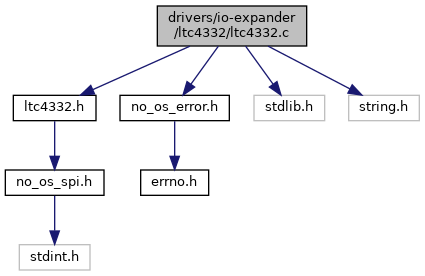 drivers/io-expander
/ltc4332/ltc4332.c
ltc4332.h
no_os_error.h
stdlib.h
string.h
no_os_spi.h
errno.h
stdint.h